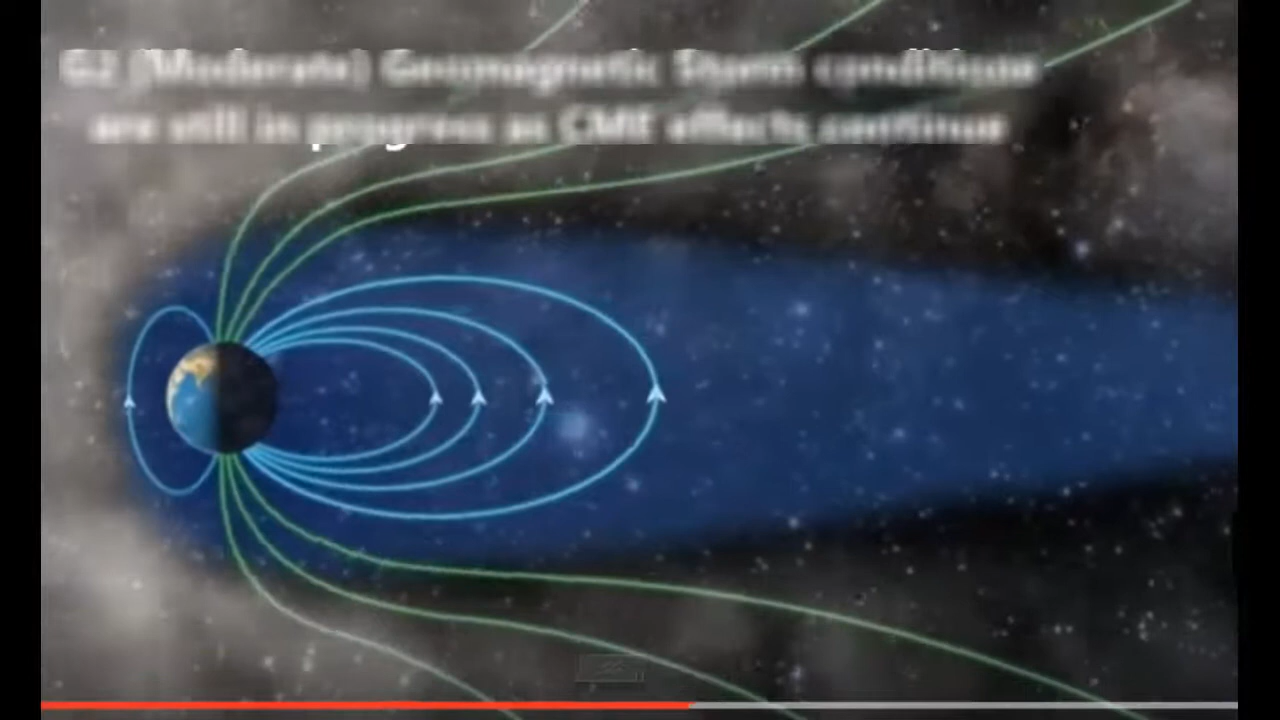 G2 (Moderate) Geomagnetic Storm conditions
are still in progress as CME effects continue